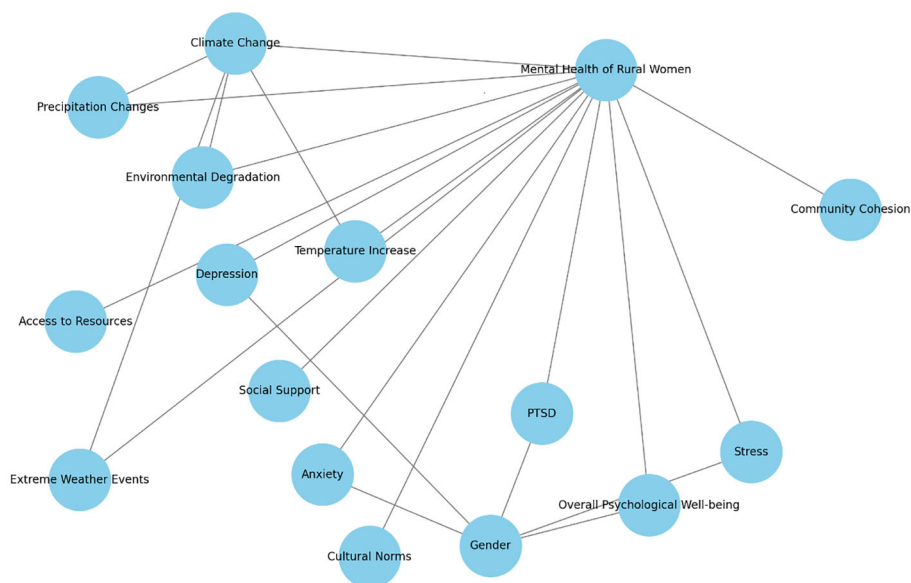 Climate Change
Mental Health of Rural Women
Precipitation Changes
Environmental Degradation
Community Cohesion
Temperature Increase
Depression
Access to Resources
Social Support
PTSD
Stress
Anxiety
Extreme Weather Events
Overall Psychological Well-being
Gender
Cultural Norms